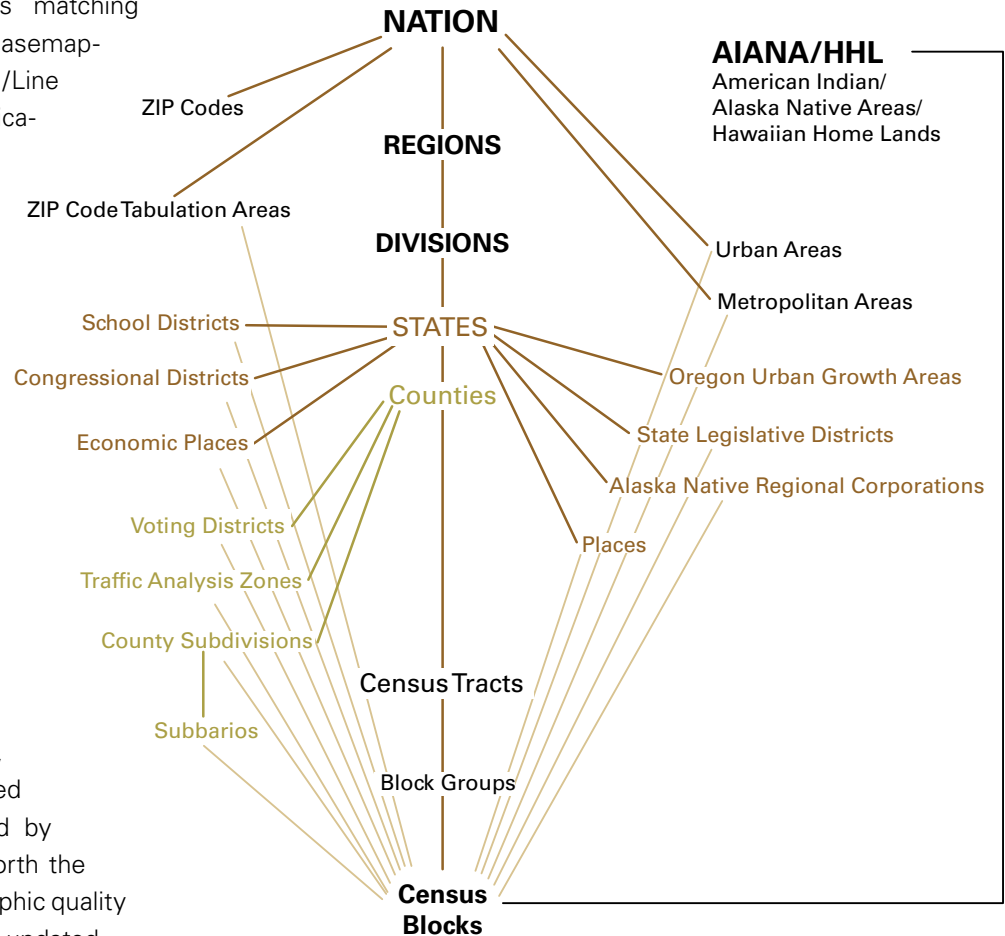 s matching
asemap-
/Line
ica-
NATION
AIANA/HHL
American Indian/
Alaska Native Areas/
Hawaiian Home Lands
ZIP Codes
REGIONS
ZIP Code Tabulation Areas
DIVISIONS
Urban Areas
Metropolitan Areas
School Districts
STATES
Congressional Districts
Oregon Urban Growth Areas
Counties
Economic Places
State Legislative Districts
Alaska Native Regional Corporations
Voting Districts
Places
Traffic Analysis Zones
County Subdivisions
Census Tracts
Subbarios
Block Groups
ed
d by
orth the
phic quality
Census
Blocks
updated